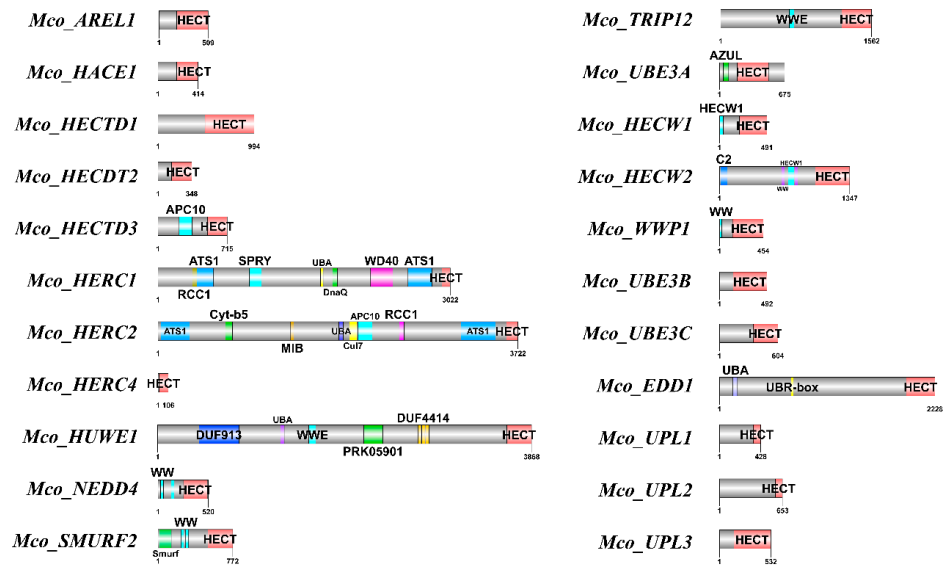 Mco_AREL1
HECT
1 509
Mco_HACE1
HECT
1 414
Mco_HECTD1
HECT
1 994
Mco_HECDT2
HECT
1 348
Mco_HECTD3
APC10
HECT
1 715
Mco_HERC1
ATS1 SPRY UBA WD40 ATS1
HECT
RCC1 DnaQ
1 3022
Mco_HERC2
Cyt-b5 APC10 RCC1
ATS1 UBA ATS1 HECT
MIB Cul7
1 3722
Mco_HERC4
HECT
1 106
Mco_HUWE1
UBA DUF4414
DUF913 WWE HECT
PRK05901
1 3868
Mco_NEDD4
WW
HECT
1 520
Mco_SMURF2
WW
HECT
Smurf
1 772
Mco_TRIP12
WWE HECT
1 1562
Mco_UBE3A
AZUL
HECT
1 675
Mco_HECW1
HECW1
HECT
1 491
Mco_HECW2
C2 HECW1
HECT
WW
1 1347
Mco_WWP1
WW
HECT
1 454
Mco_UBE3B
HECT
1 492
Mco_UBE3C
HECT
1 604
Mco_EDD1
UBA
UBR-box HECT
1 2228
Mco_UPL1
HECT
1 428
Mco_UPL2
HECT
1 653
Mco_UPL3
HECT
1 532